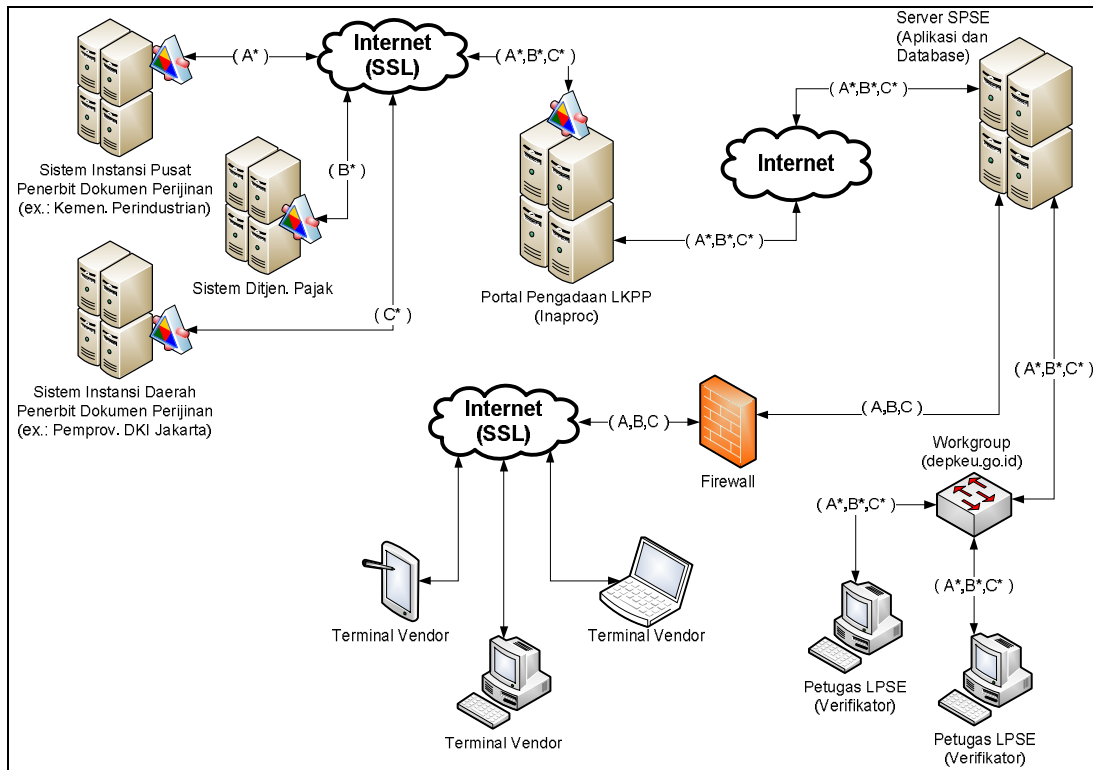 Internet
(SSL)
( A* )
( A*,B*,C* )
Sistem Instansi Pusat
Penerbit Dokumen Perijinan
(ex.: Kemen. Perindustrian)
( B* )
Sistem Ditjen. Pajak
( C* )
Sistem Instansi Daerah
Penerbit Dokumen Perijinan
(ex.: Pemprov. DKI Jakarta)
Portal Pengadaan LKPP
(Inaproc)
Server SPSE
(Aplikasi dan
Database)
( A*,B*,C* )
Internet
( A*,B*,C* )
( A*,B*,C* )
Internet
(SSL)
( A,B,C )
Firewall
( A,B,C )
Workgroup
(depkeu.go.id)
( A*,B*,C* )
( A*,B*,C* )
Terminal Vendor
Terminal Vendor
Terminal Vendor
Petugas LPSE
(Verifikator)
Petugas LPSE
(Verifikator)